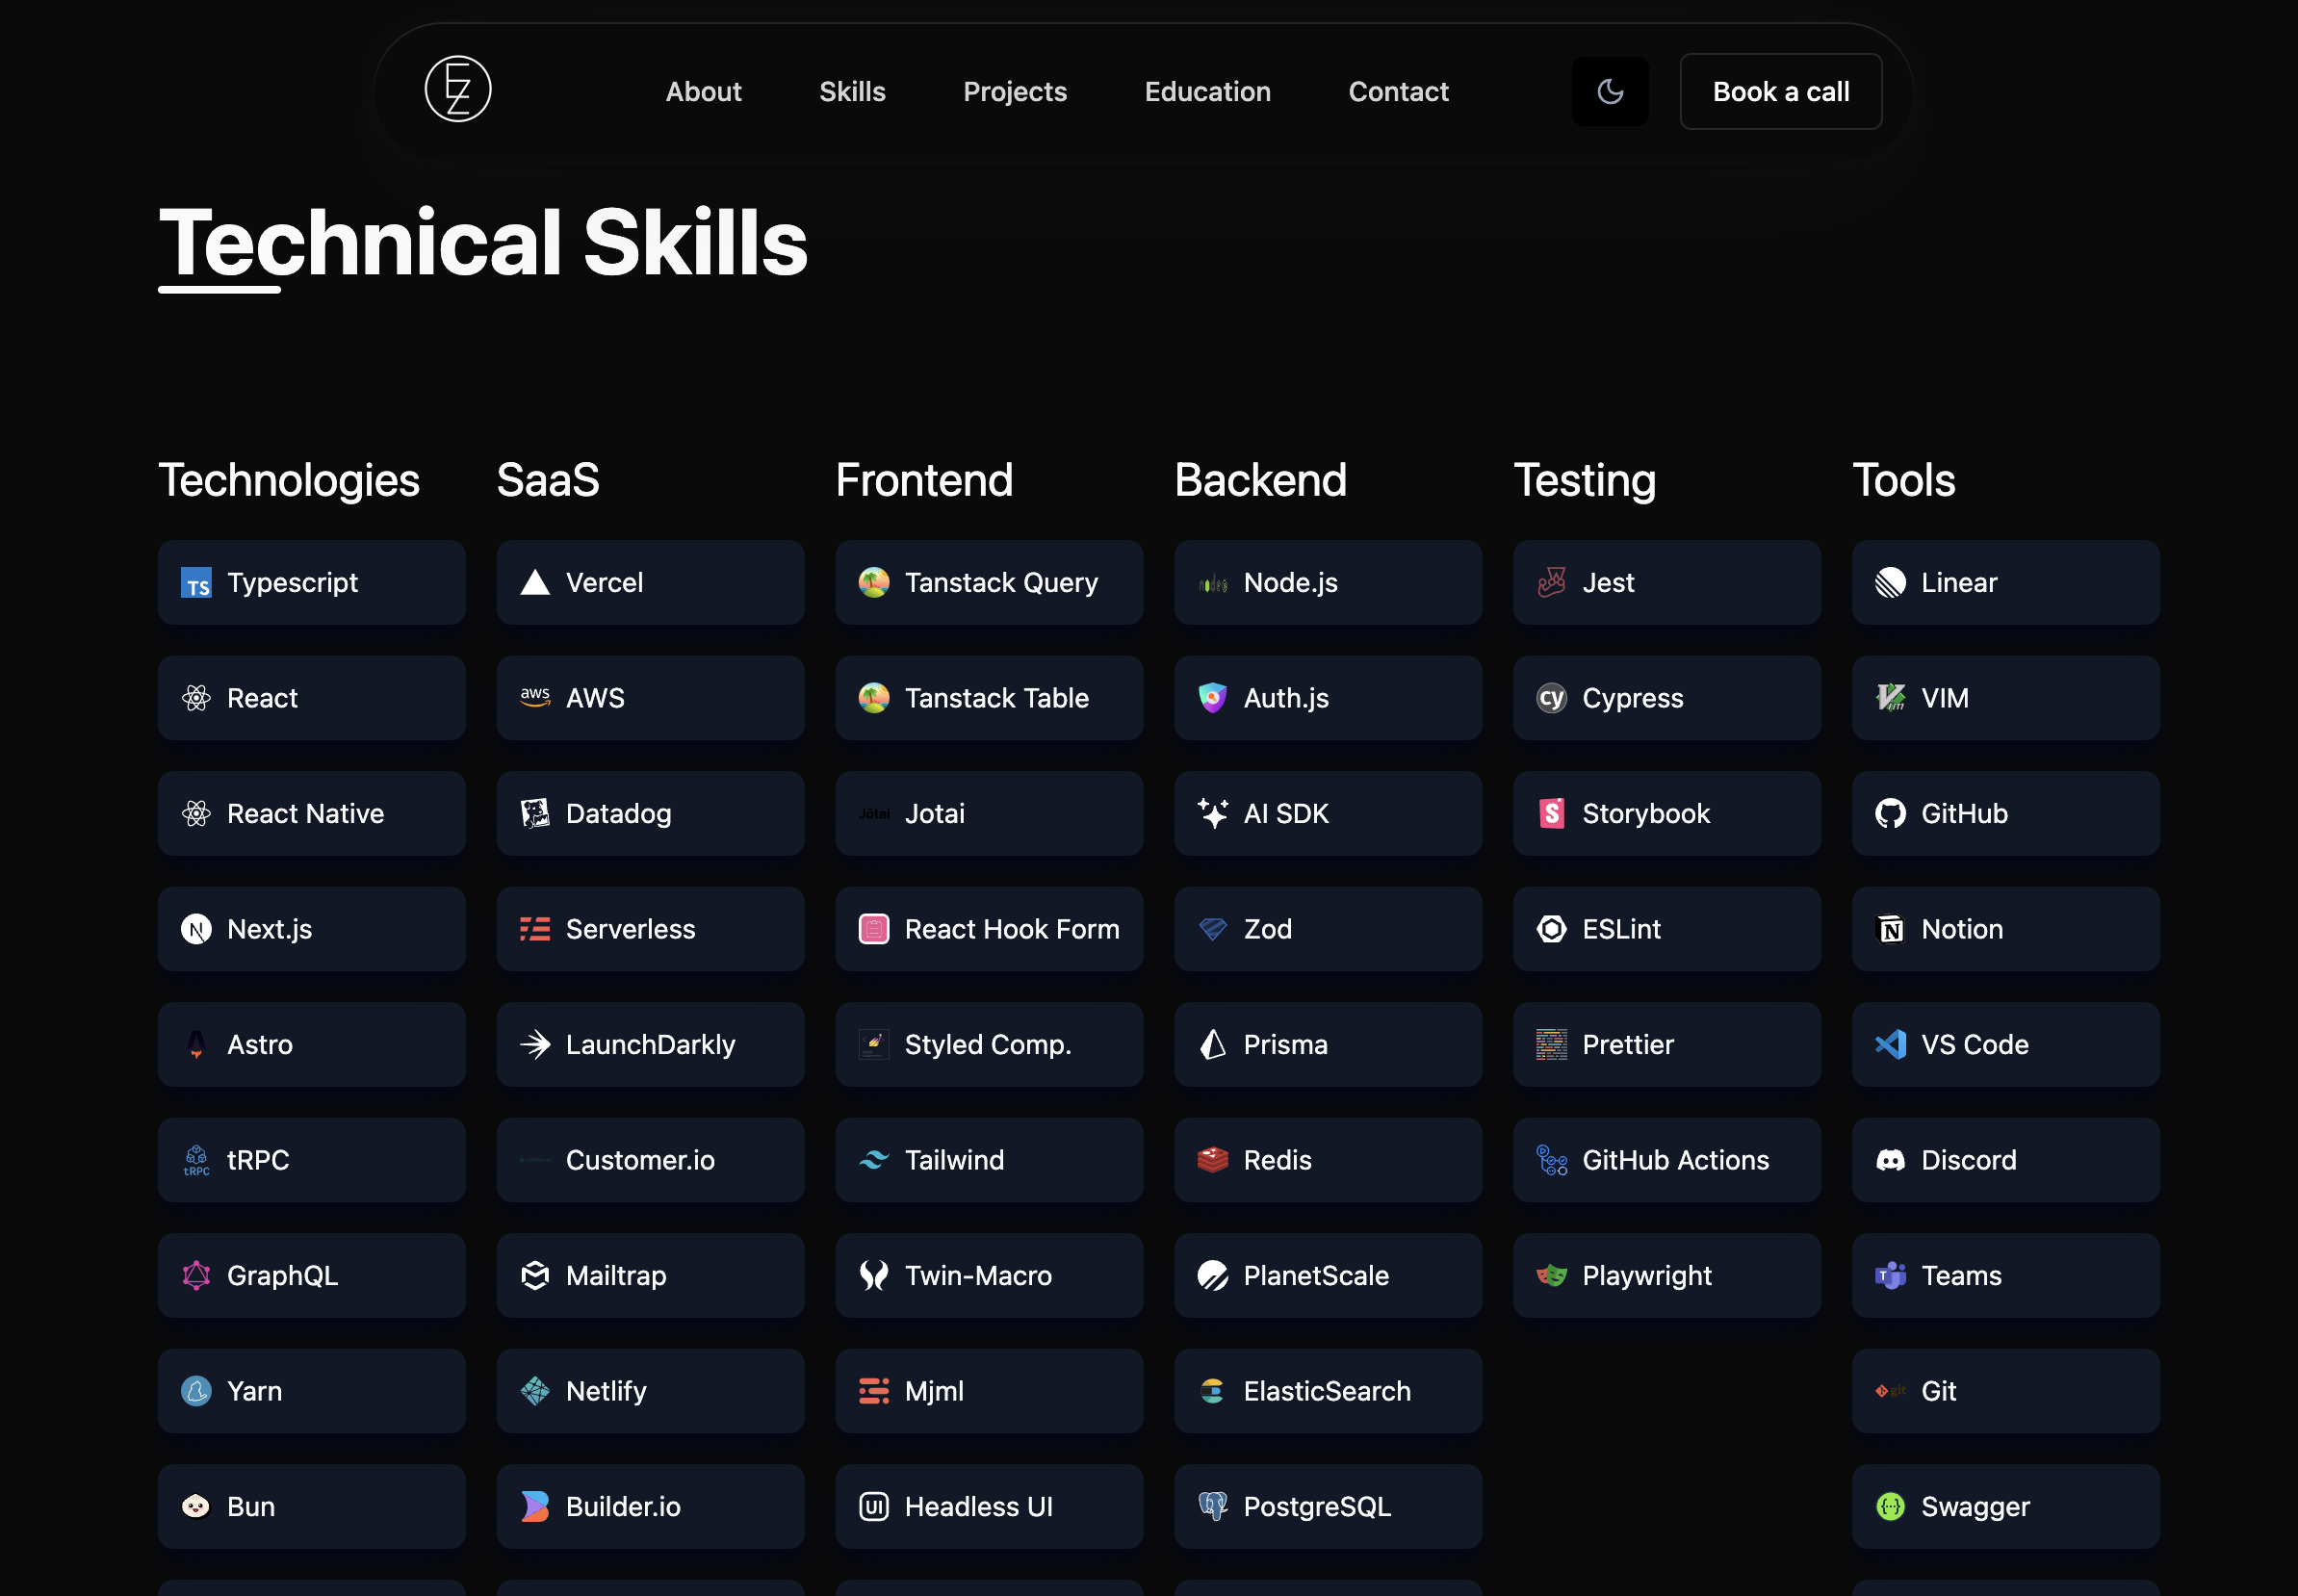 EZ
About Skills Projects Education Contact Book a call
Technical Skills
Technologies SaaS Frontend Backend Testing Tools
TS Typescript Vercel Tanstack Query Node.js Jest Linear
React aws AWS Tanstack Table Auth.js cy Cypress VIM
React Native Datadog Jōtai Jotai AI SDK S Storybook GitHub
N Next.js Serverless React Hook Form Zod ESLint N Notion
Astro LaunchDarkly Styled Comp. Prisma Prettier VS Code
tRPC tRPC Customer.io Tailwind Redis GitHub Actions Discord
GraphQL Mailtrap Twin-Macro PlanetScale Playwright T Teams
Yarn Netlify Mjml ElasticSearch git Git
Bun Builder.io UI Headless UI PostgreSQL {···} Swagger